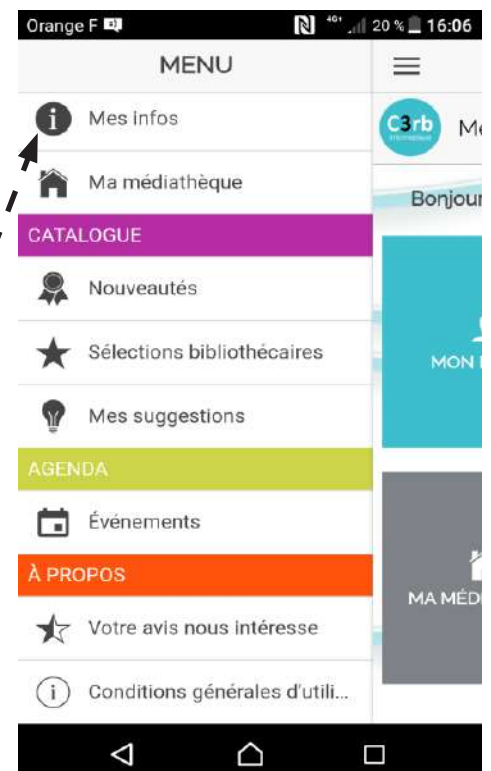 Orange F 4G+ 20 % 16:06
MENU
Mes infos
C3rb
Ma médiathèque
Bonjour
CATALOGUE
Nouveautés
Sélections bibliothécaires
MON
Mes suggestions
AGENDA
Événements
À PROPOS
MA MÉDI
Votre avis nous intéresse
Conditions générales d'utili...